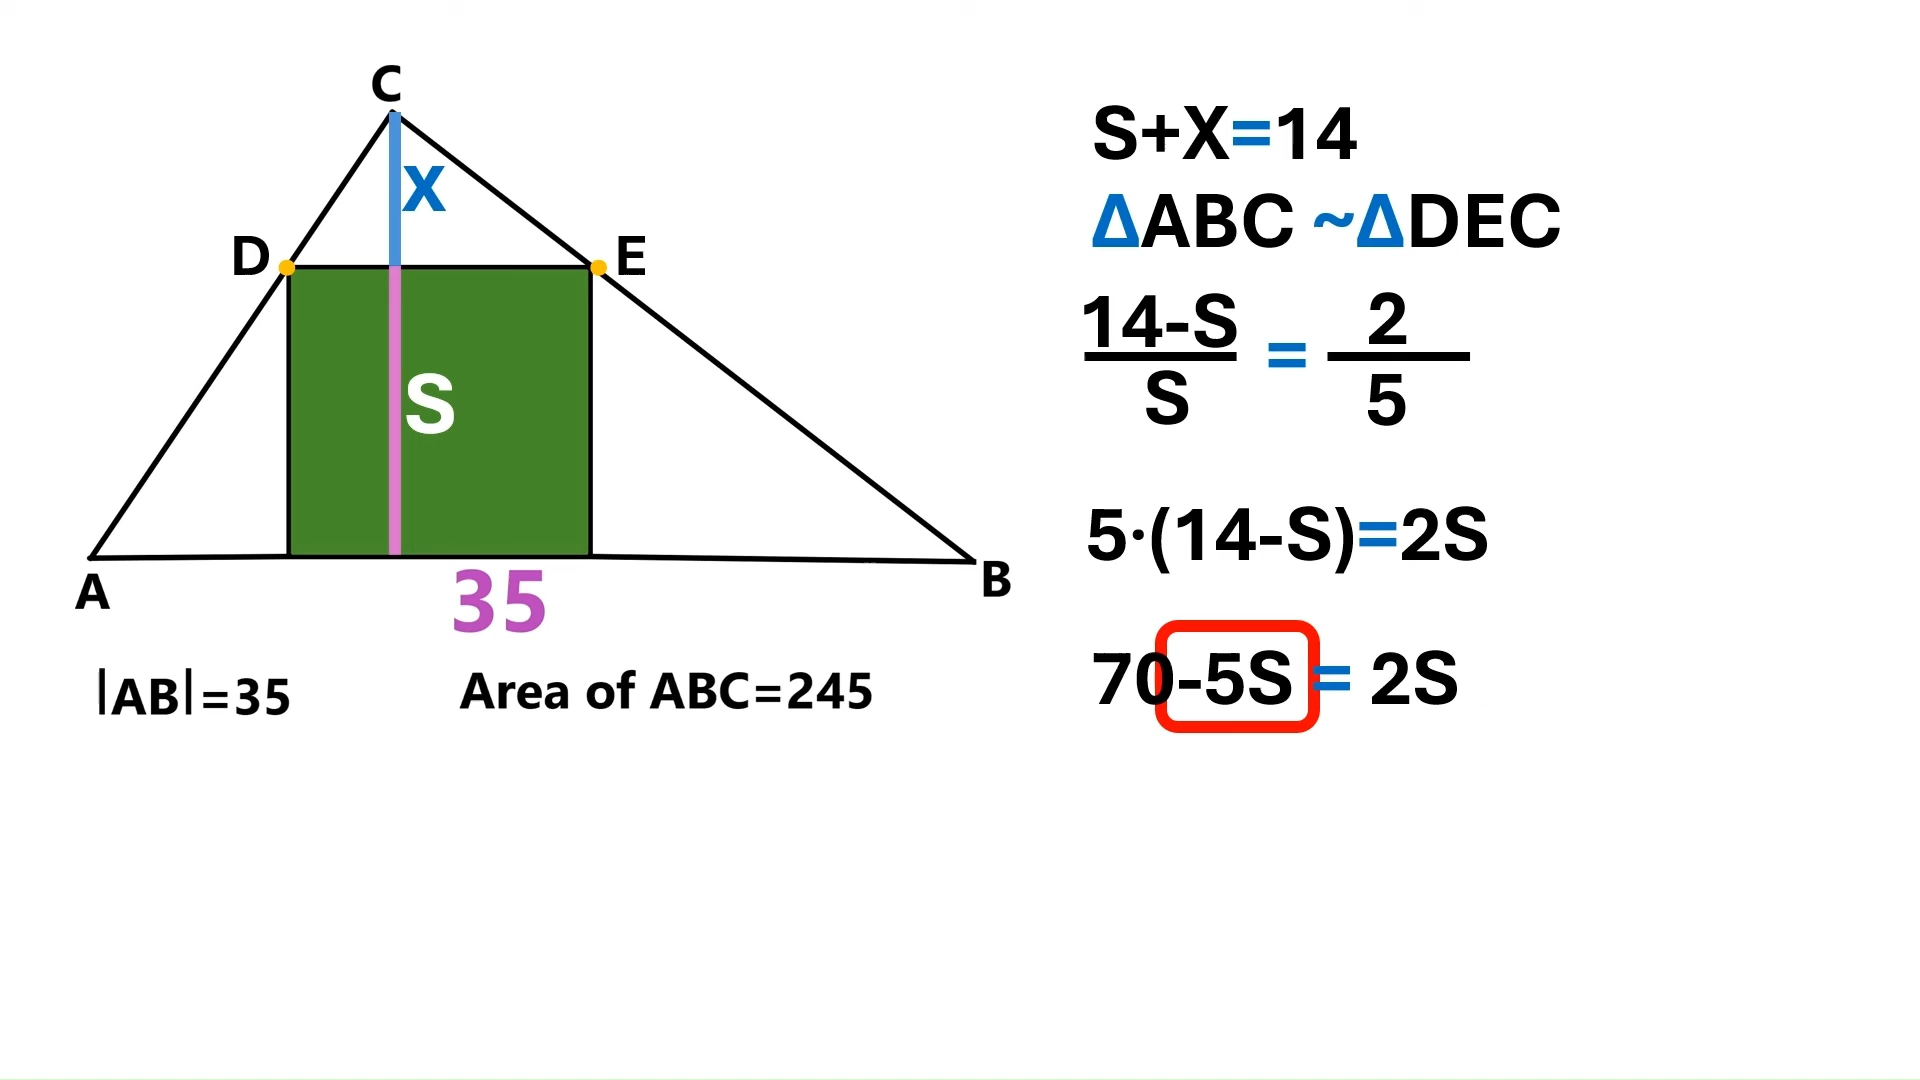 C
X
D
E
S
A
35
B
|AB|=35
Area of ABC=245
S+X=14
ΔABC ~ΔDEC
14-S
S
=
2
5
5·(14-S)=2S
70-5S = 2S